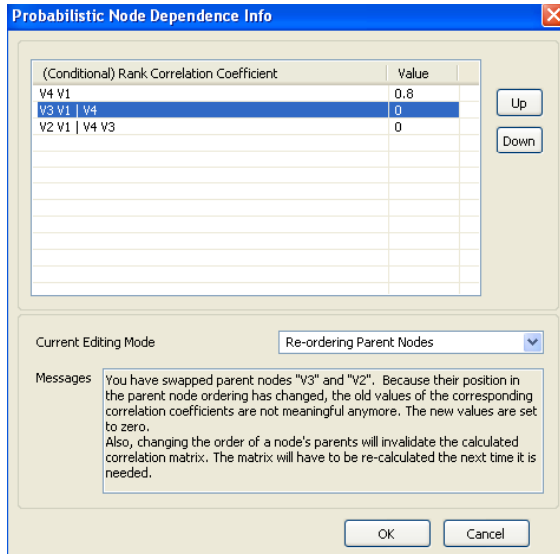 Probabilistic Node Dependence Info
(Conditional) Rank Correlation Coefficient Value
V4 V1 0.8
V3 V1 | V4 0
V2 V1 | V4 V3 0
Up
Down
Current Editing Mode Re-ordering Parent Nodes
Messages You have swapped parent nodes "V3" and "V2". Because their position in
the parent node ordering has changed, the old values of the corresponding
correlation coefficients are not meaningful anymore. The new values are set
to zero.
Also, changing the order of a node's parents will invalidate the calculated
correlation matrix. The matrix will have to be re-calculated the next time it is
needed.
OK Cancel